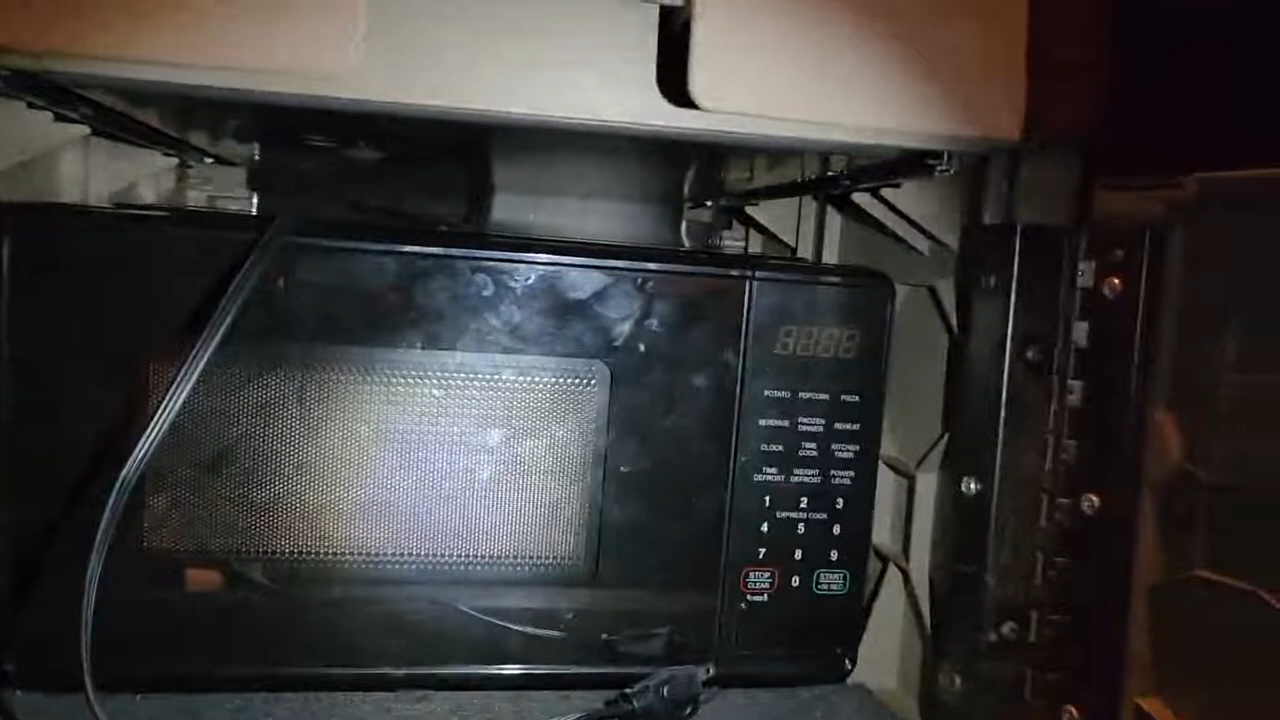 POTATO POPCORN PIZZA
BEVERAGE FROZEN DINNER REHEAT
CLOCK TIME COOK KITCHEN TIMER
TIME DEFROST WEIGHT DEFROST POWER LEVEL
1 2 3
EXPRESS COOK
4 5 6
7 8 9
STOP CLEAR 0 START +30 SEC